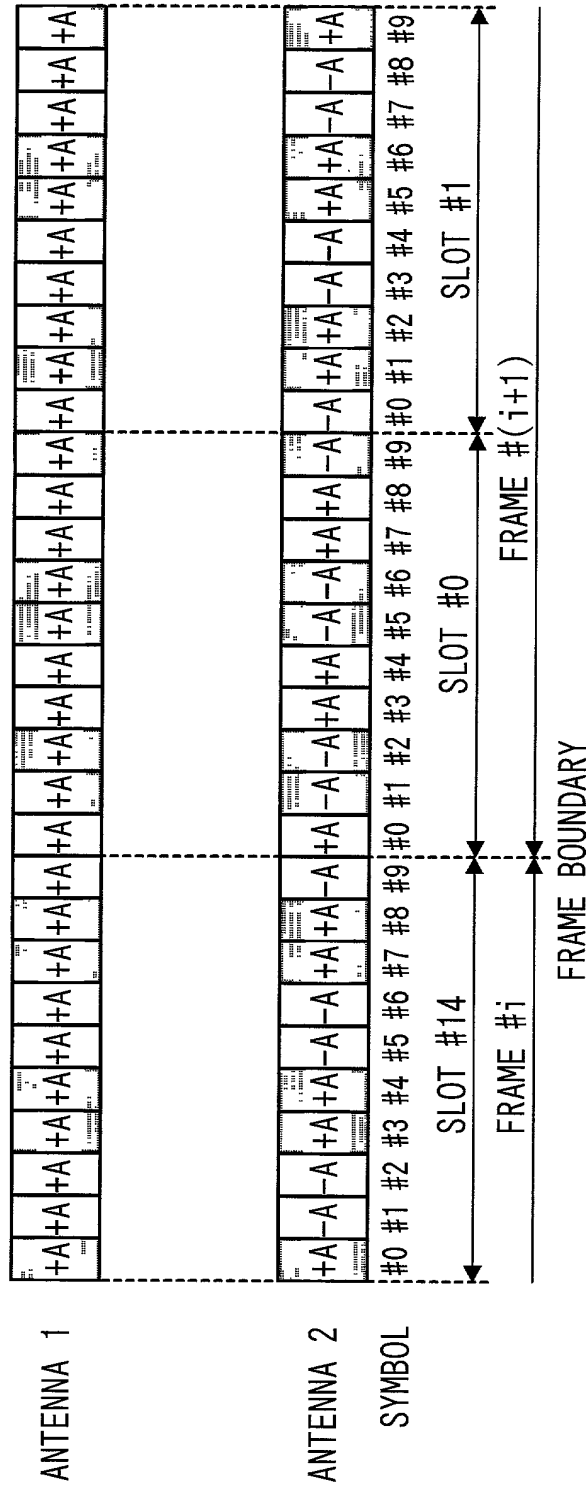 ANTENNA 1 +A +A +A +A +A +A +A +A +A +A +A +A +A +A +A +A +A +A +A +A +A +A +A +A +A +A +A +A +A +A
ANTENNA 2 +A −A −A +A +A −A −A +A +A −A +A −A −A +A +A −A −A +A +A −A −A +A +A −A −A +A +A −A −A +A
SYMBOL #0 #1 #2 #3 #4 #5 #6 #7 #8 #9 #0 #1 #2 #3 #4 #5 #6 #7 #8 #9 #0 #1 #2 #3 #4 #5 #6 #7 #8 #9
SLOT #14 SLOT #0 SLOT #1
FRAME #i FRAME #(i+1)
FRAME BOUNDARY